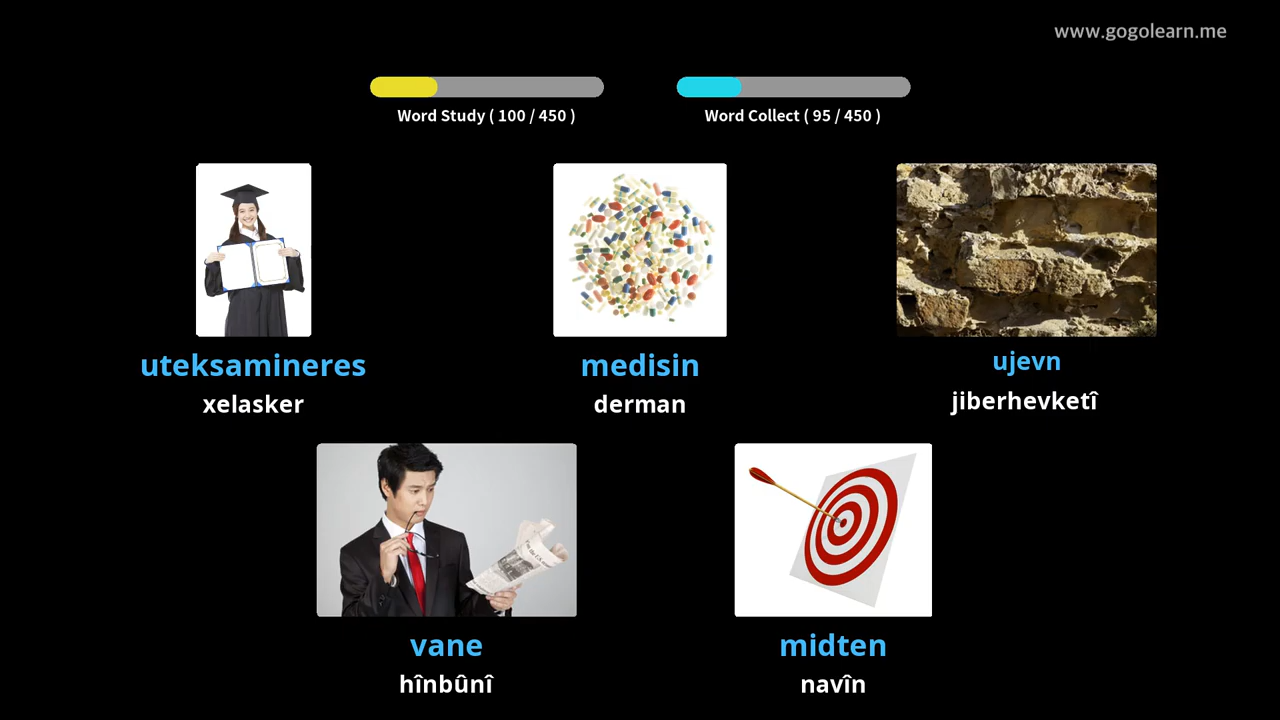 www.gogolearn.me
Word Study ( 100 / 450 )
Word Collect ( 95 / 450 )
uteksamineres
xelasker
medisin
derman
ujevn
jiberhevketî
vane
hînbûnî
midten
navîn